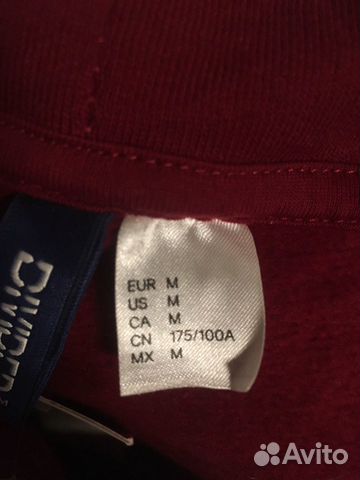 EUR M
US M
CA M
CN 175/100A
MX M
DIVIDED
Avito